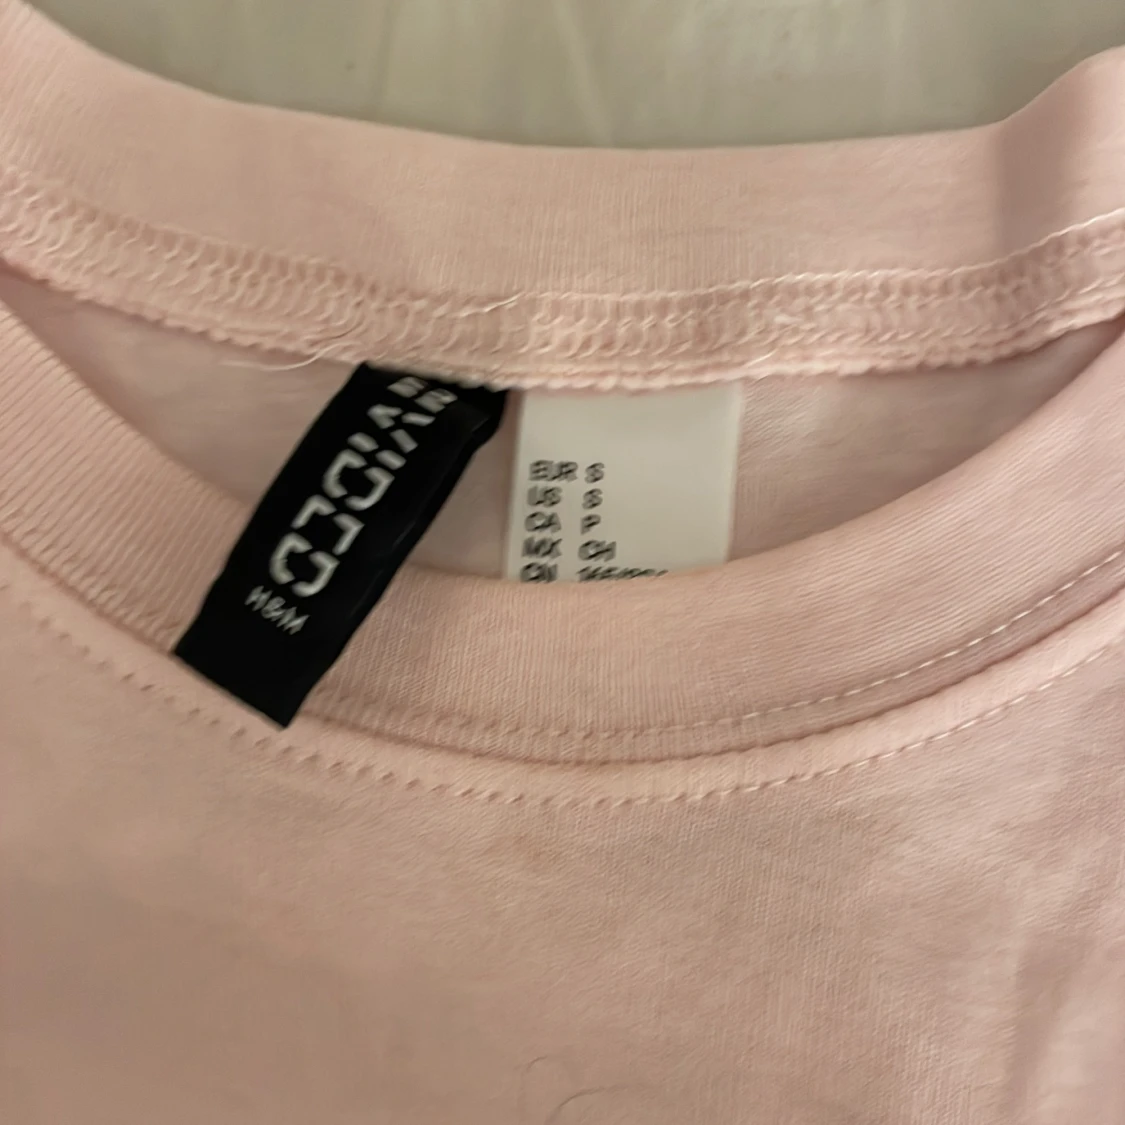 DIVIDED
H&M
EUR S
US S
CA P
MX CH
CN